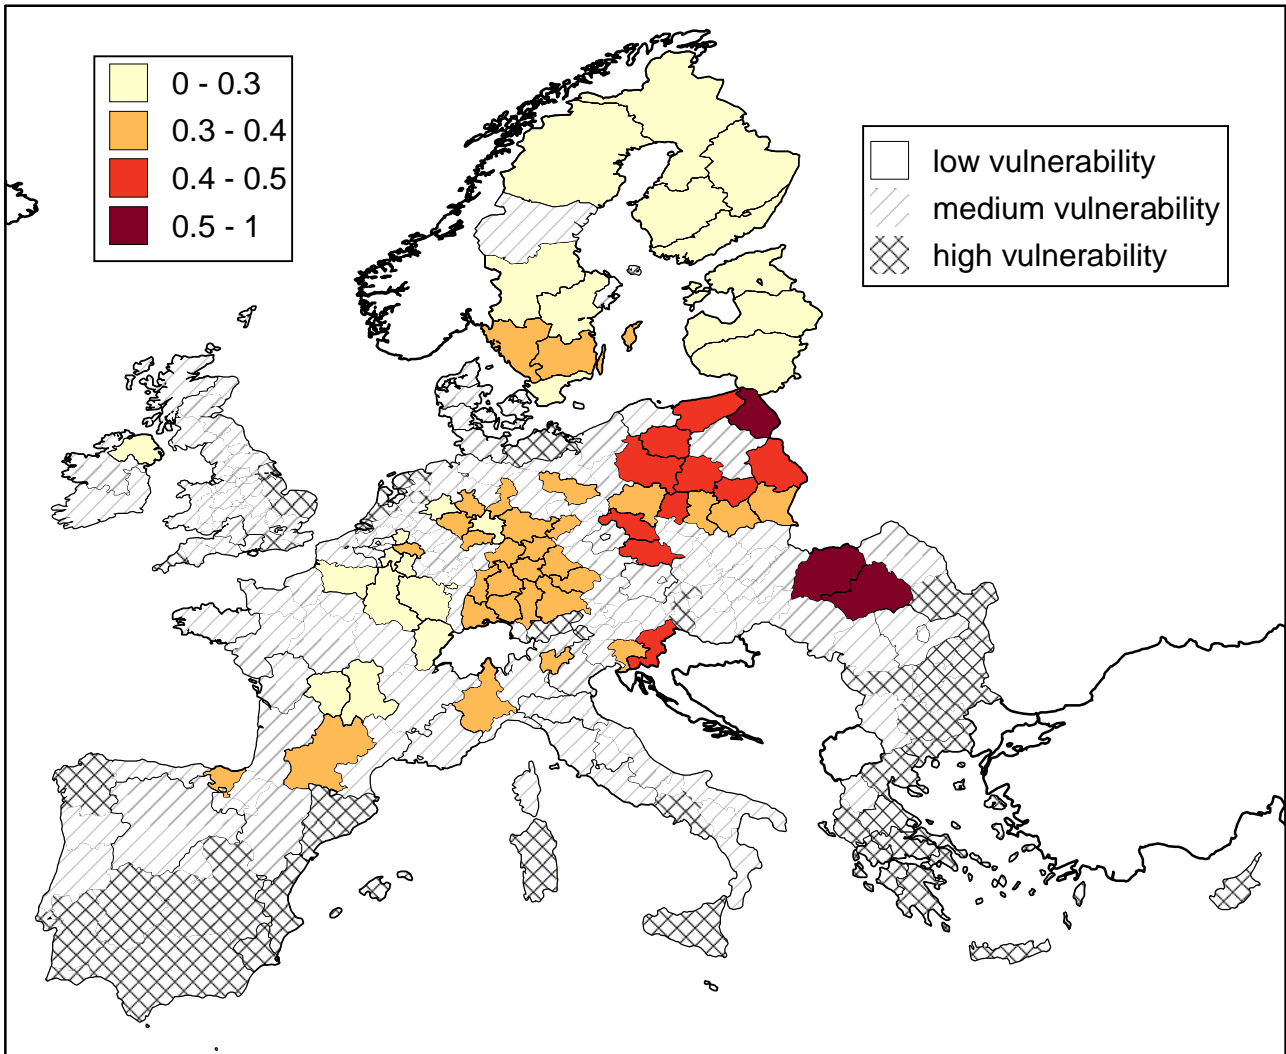 0 - 0.3
0.3 - 0.4
0.4 - 0.5
0.5 - 1
low vulnerability
medium vulnerability
high vulnerability